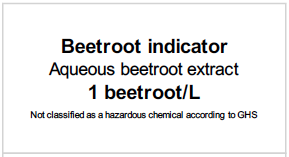 Beetroot indicator
Aqueous beetroot extract
1 beetroot/L
Not classified as a hazardous chemical according to GHS